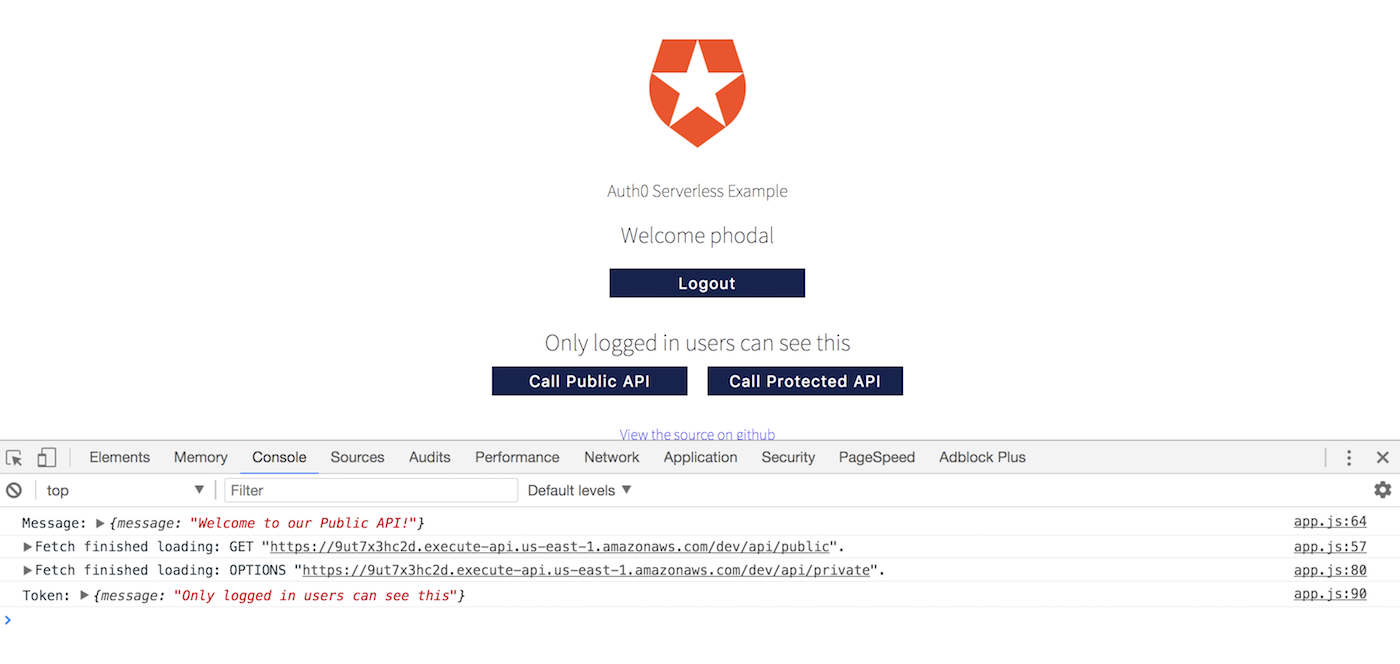 Auth0 Serverless Example
Welcome phodal
Logout
Only logged in users can see this
Call Public API Call Protected API
View the source on github
Elements Memory Console Sources Audits Performance Network Application Security PageSpeed Adblock Plus
top Filter Default levels
Message: {message: "Welcome to our Public API!"} app.js:64
Fetch finished loading: GET "https://9ut7x3hc2d.execute-api.us-east-1.amazonaws.com/dev/api/public". app.js:57
Fetch finished loading: OPTIONS "https://9ut7x3hc2d.execute-api.us-east-1.amazonaws.com/dev/api/private". app.js:80
Token: {message: "Only logged in users can see this"} app.js:90